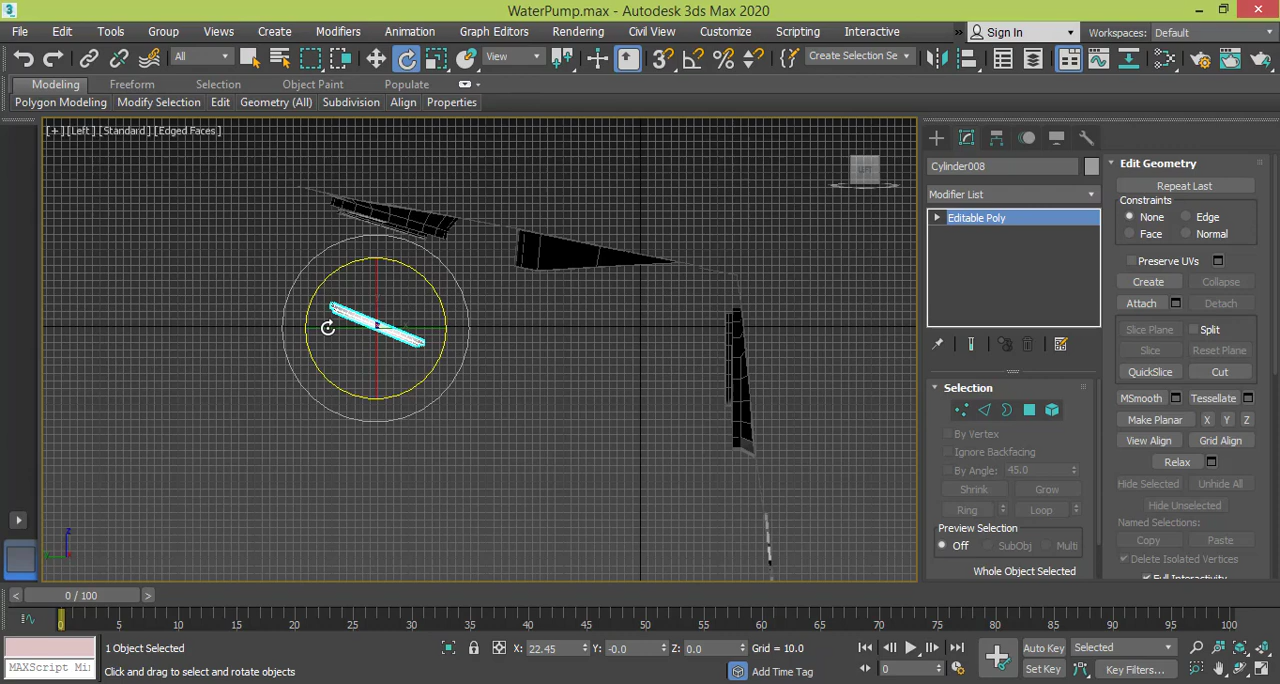 WaterPump.max - Autodesk 3ds Max 2020
File Edit Tools Group Views Create Modifiers Animation Graph Editors Rendering Civil View Customize Scripting Interactive Sign In Workspaces: Default
All View Create Selection Se
Modeling Freeform Selection Object Paint Populate
Polygon Modeling Modify Selection Edit Geometry (All) Subdivision Align Properties
[+] [Left] [Standard] [Edged Faces]
Cylinder008
Modifier List
Editable Poly
Selection
By Vertex
Ignore Backfacing
By Angle: 45.0
Shrink Grow
Ring Loop
Preview Selection
Off SubObj Multi
Whole Object Selected
Edit Geometry
Repeat Last
Constraints
None Edge
Face Normal
Preserve UVs
Create Collapse
Attach Detach
Slice Plane Split
Slice Reset Plane
QuickSlice Cut
MSmooth Tessellate
Make Planar X Y Z
View Align Grid Align
Relax
Hide Selected Unhide All
Hide Unselected
Named Selections:
Copy Paste
Delete Isolated Vertices
Full Interactivity
0 / 100
0 5 10 15 20 25 30 35 40 45 50 55 60 65 70 75 80 85 90 95 100
MAXScript Mi
1 Object Selected
Click and drag to select and rotate objects
X: 22.45 Y: -0.0 Z: 0.0 Grid = 10.0
Add Time Tag
0
Auto Key Selected
Set Key Key Filters...